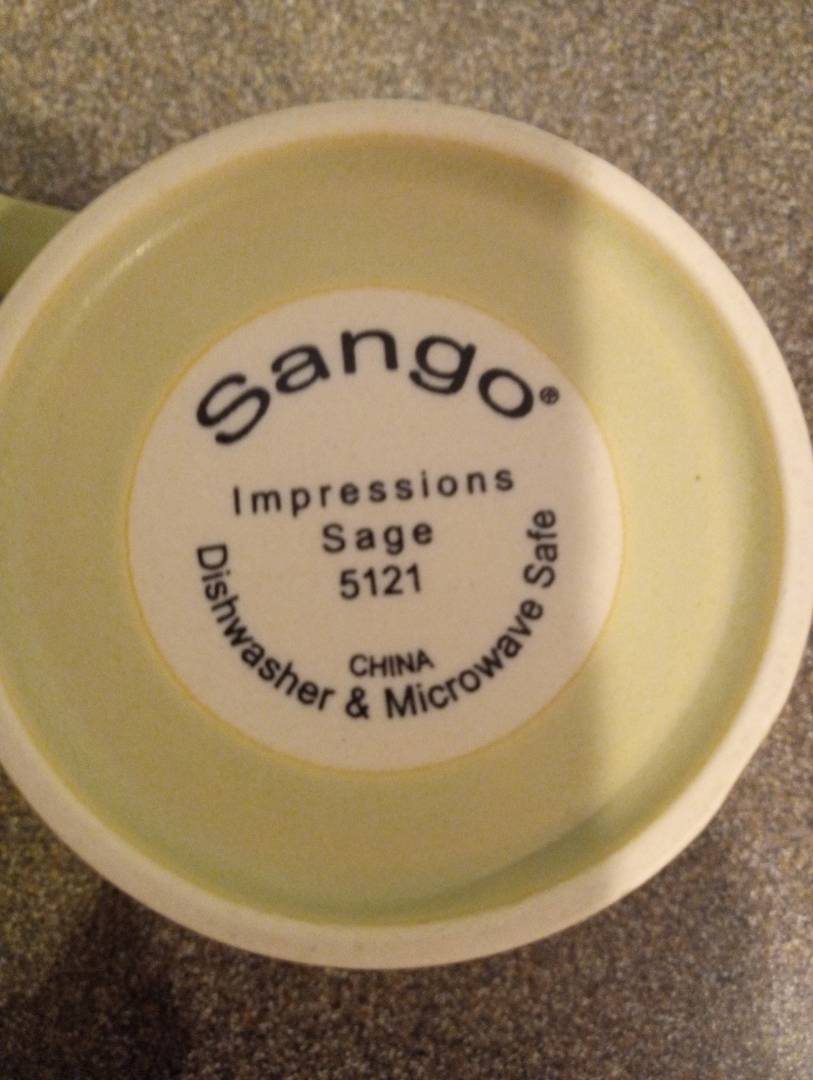 Sango®
Impressions
Sage
5121
CHINA
Dishwasher & Microwave Safe